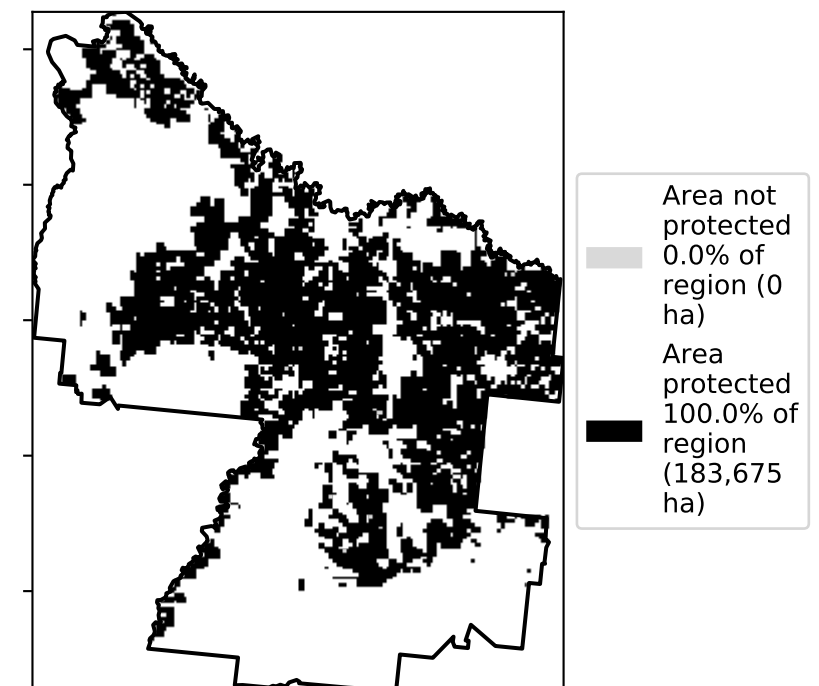 Area not
protected
0.0% of
region (0
ha)
Area
protected
100.0% of
region
(183,675
ha)